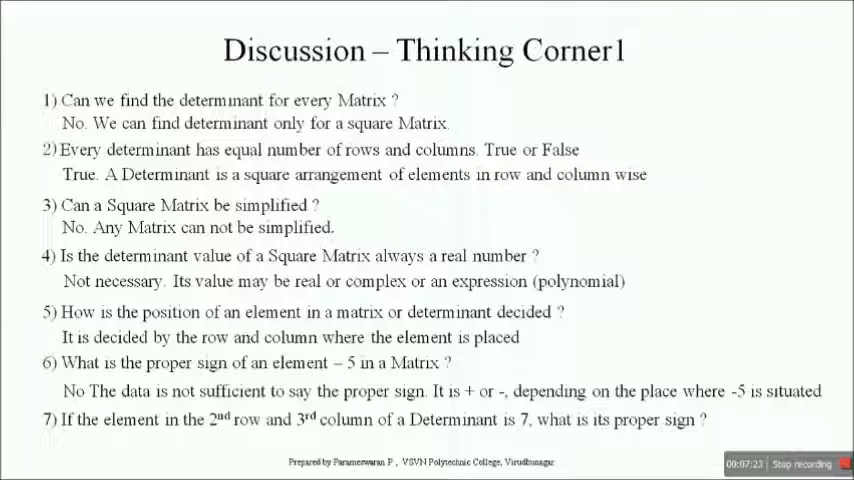 Discussion – Thinking Corner1
1) Can we find the determinant for every Matrix ?
No. We can find determinant only for a square Matrix.
2) Every determinant has equal number of rows and columns. True or False
True. A Determinant is a square arrangement of elements in row and column wise
3) Can a Square Matrix be simplified ?
No. Any Matrix can not be simplified.
4) Is the determinant value of a Square Matrix always a real number ?
Not necessary. Its value may be real or complex or an expression (polynomial)
5) How is the position of an element in a matrix or determinant decided ?
It is decided by the row and column where the element is placed
6) What is the proper sign of an element – 5 in a Matrix ?
No The data is not sufficient to say the proper sign. It is + or -, depending on the place where -5 is situated
7) If the element in the 2nd row and 3rd column of a Determinant is 7, what is its proper sign ?
Prepared by Parameswaran P , VSVN Polytechnic College, Virudhunagar
00:07:23 Stop recording